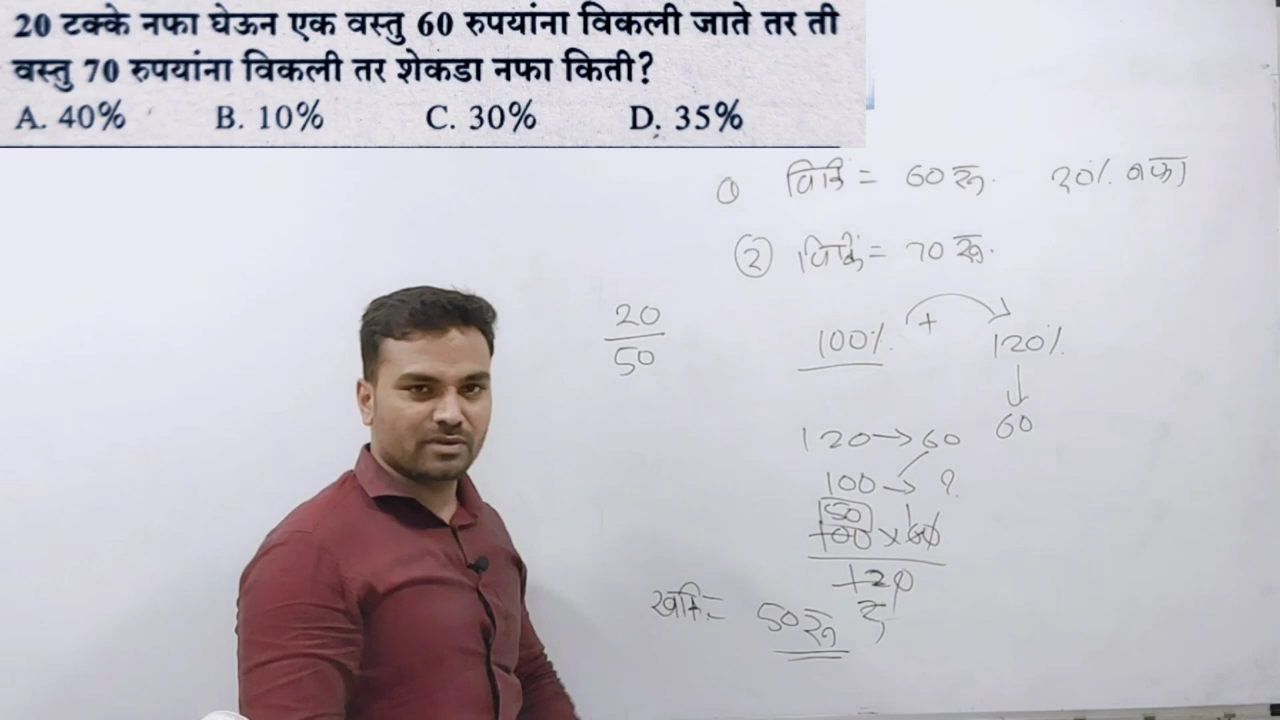 20 टक्के नफा घेऊन एक वस्तु 60 रुपयांना विकली जाते तर ती
वस्तु 70 रुपयांना विकली तर शेकडा नफा किती?
A. 40% B. 10% C. 30% D. 35%
① विकिं = 60 रू. २०% नफा
② विकिं = 70 रू.
20
50
100% + 120%
60
120 → 60
100 → ?
50
100 × 60
120
खकिं = 50 रू